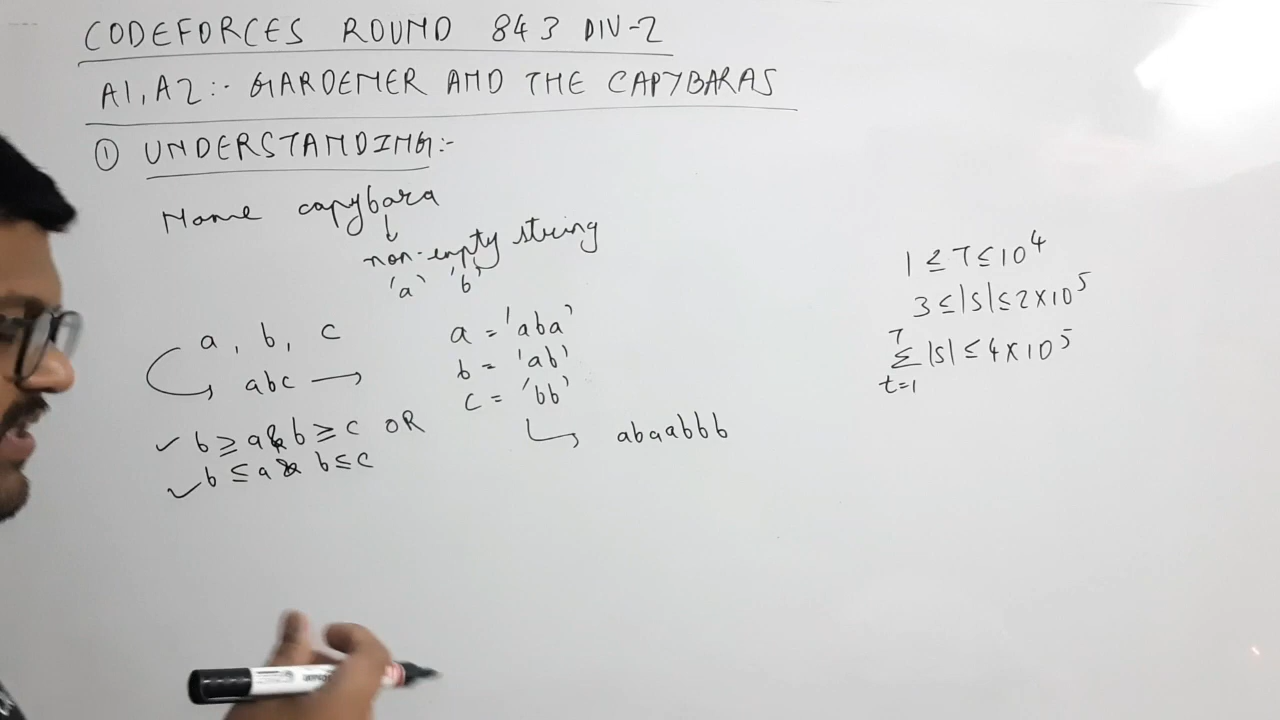 CODEFORCES ROUND 843 DIV-2
A1, A2 :- GARDENER AND THE CAPYBARAS
① UNDERSTANDING:-
Name capybara
non-empty string
'a' 'b'
a, b, c
abc
b ≥ a & b ≥ c OR
b ≤ a & b ≤ c
a = 'aba'
b = 'ab'
c = 'bb'
abaabbb
1 ≤ T ≤ 10^4
3 ≤ |S| ≤ 2×10^5
T
Σ |S| ≤ 4×10^5
t=1